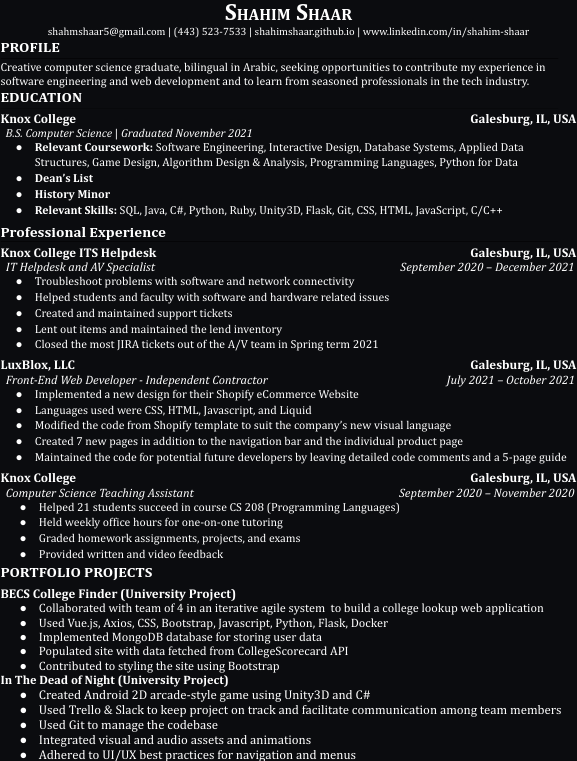 SHAHIM SHAAR
shahmshaar5@gmail.com | (443) 523-7533 | shahimshaar.github.io | www.linkedin.com/in/shahim-shaar
PROFILE
Creative computer science graduate, bilingual in Arabic, seeking opportunities to contribute my experience in
software engineering and web development and to learn from seasoned professionals in the tech industry.
EDUCATION
Knox College Galesburg, IL, USA
B.S. Computer Science | Graduated November 2021
● Relevant Coursework: Software Engineering, Interactive Design, Database Systems, Applied Data
Structures, Game Design, Algorithm Design & Analysis, Programming Languages, Python for Data
● Dean's List
● History Minor
● Relevant Skills: SQL, Java, C#, Python, Ruby, Unity3D, Flask, Git, CSS, HTML, JavaScript, C/C++
Professional Experience
Knox College ITS Helpdesk Galesburg, IL, USA
IT Helpdesk and AV Specialist September 2020 – December 2021
● Troubleshoot problems with software and network connectivity
● Helped students and faculty with software and hardware related issues
● Created and maintained support tickets
● Lent out items and maintained the lend inventory
● Closed the most JIRA tickets out of the A/V team in Spring term 2021
LuxBlox, LLC Galesburg, IL, USA
Front-End Web Developer - Independent Contractor July 2021 – October 2021
● Implemented a new design for their Shopify eCommerce Website
● Languages used were CSS, HTML, Javascript, and Liquid
● Modified the code from Shopify template to suit the company's new visual language
● Created 7 new pages in addition to the navigation bar and the individual product page
● Maintained the code for potential future developers by leaving detailed code comments and a 5-page guide
Knox College Galesburg, IL, USA
Computer Science Teaching Assistant September 2020 – November 2020
● Helped 21 students succeed in course CS 208 (Programming Languages)
● Held weekly office hours for one-on-one tutoring
● Graded homework assignments, projects, and exams
● Provided written and video feedback
PORTFOLIO PROJECTS
BECS College Finder (University Project)
● Collaborated with team of 4 in an iterative agile system to build a college lookup web application
● Used Vue.js, Axios, CSS, Bootstrap, Javascript, Python, Flask, Docker
● Implemented MongoDB database for storing user data
● Populated site with data fetched from CollegeScorecard API
● Contributed to styling the site using Bootstrap
In The Dead of Night (University Project)
● Created Android 2D arcade-style game using Unity3D and C#
● Used Trello & Slack to keep project on track and facilitate communication among team members
● Used Git to manage the codebase
● Integrated visual and audio assets and animations
● Adhered to UI/UX best practices for navigation and menus